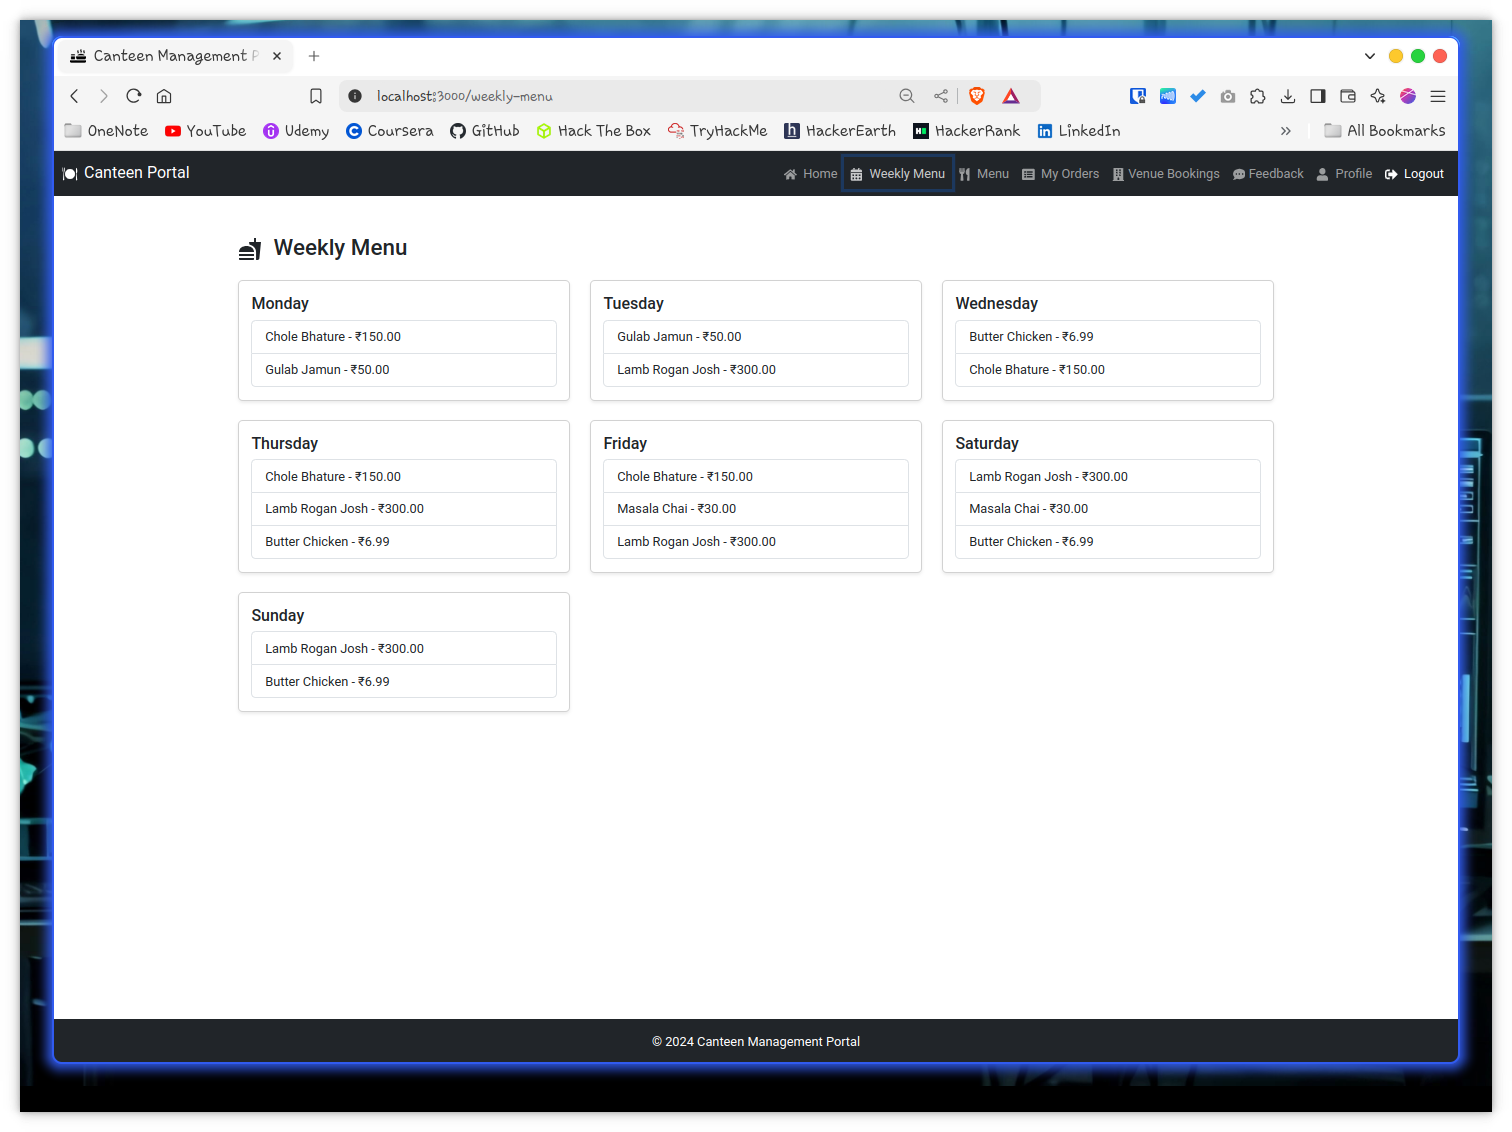 Canteen Management P
localhost:3000/weekly-menu
OneNote YouTube Udemy Coursera GitHub Hack The Box TryHackMe HackerEarth HackerRank LinkedIn All Bookmarks
Canteen Portal Home Weekly Menu Menu My Orders Venue Bookings Feedback Profile Logout
Weekly Menu
Monday
Chole Bhature - ₹150.00
Gulab Jamun - ₹50.00
Tuesday
Gulab Jamun - ₹50.00
Lamb Rogan Josh - ₹300.00
Wednesday
Butter Chicken - ₹6.99
Chole Bhature - ₹150.00
Thursday
Chole Bhature - ₹150.00
Lamb Rogan Josh - ₹300.00
Butter Chicken - ₹6.99
Friday
Chole Bhature - ₹150.00
Masala Chai - ₹30.00
Lamb Rogan Josh - ₹300.00
Saturday
Lamb Rogan Josh - ₹300.00
Masala Chai - ₹30.00
Butter Chicken - ₹6.99
Sunday
Lamb Rogan Josh - ₹300.00
Butter Chicken - ₹6.99
© 2024 Canteen Management Portal